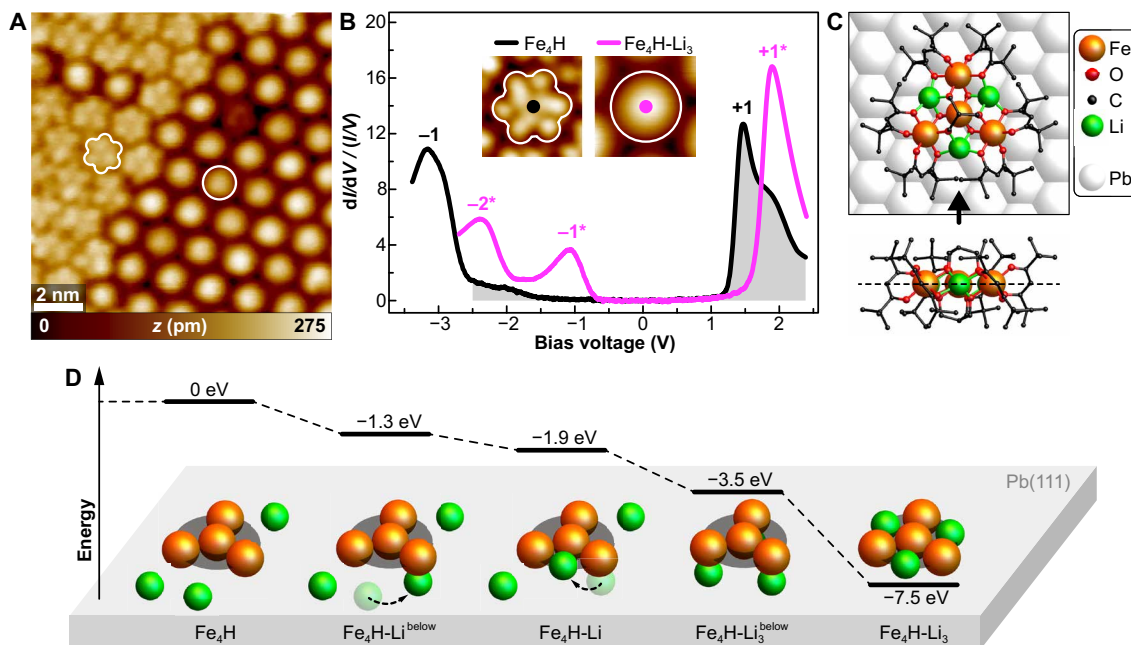 A
2 nm
0 z (pm) 275
B
dI/dV / (I/V)
20
16
12
8
4
0
−3 −2 −1 0 1 2
Bias voltage (V)
Fe₄H Fe₄H-Li₃
−1
−2*
−1*
+1
+1*
C
Fe
O
C
Li
Pb
D
Energy
0 eV
−1.3 eV
−1.9 eV
−3.5 eV
−7.5 eV
Pb(111)
Fe₄H Fe₄H-Li^below Fe₄H-Li Fe₄H-Li₃^below Fe₄H-Li₃